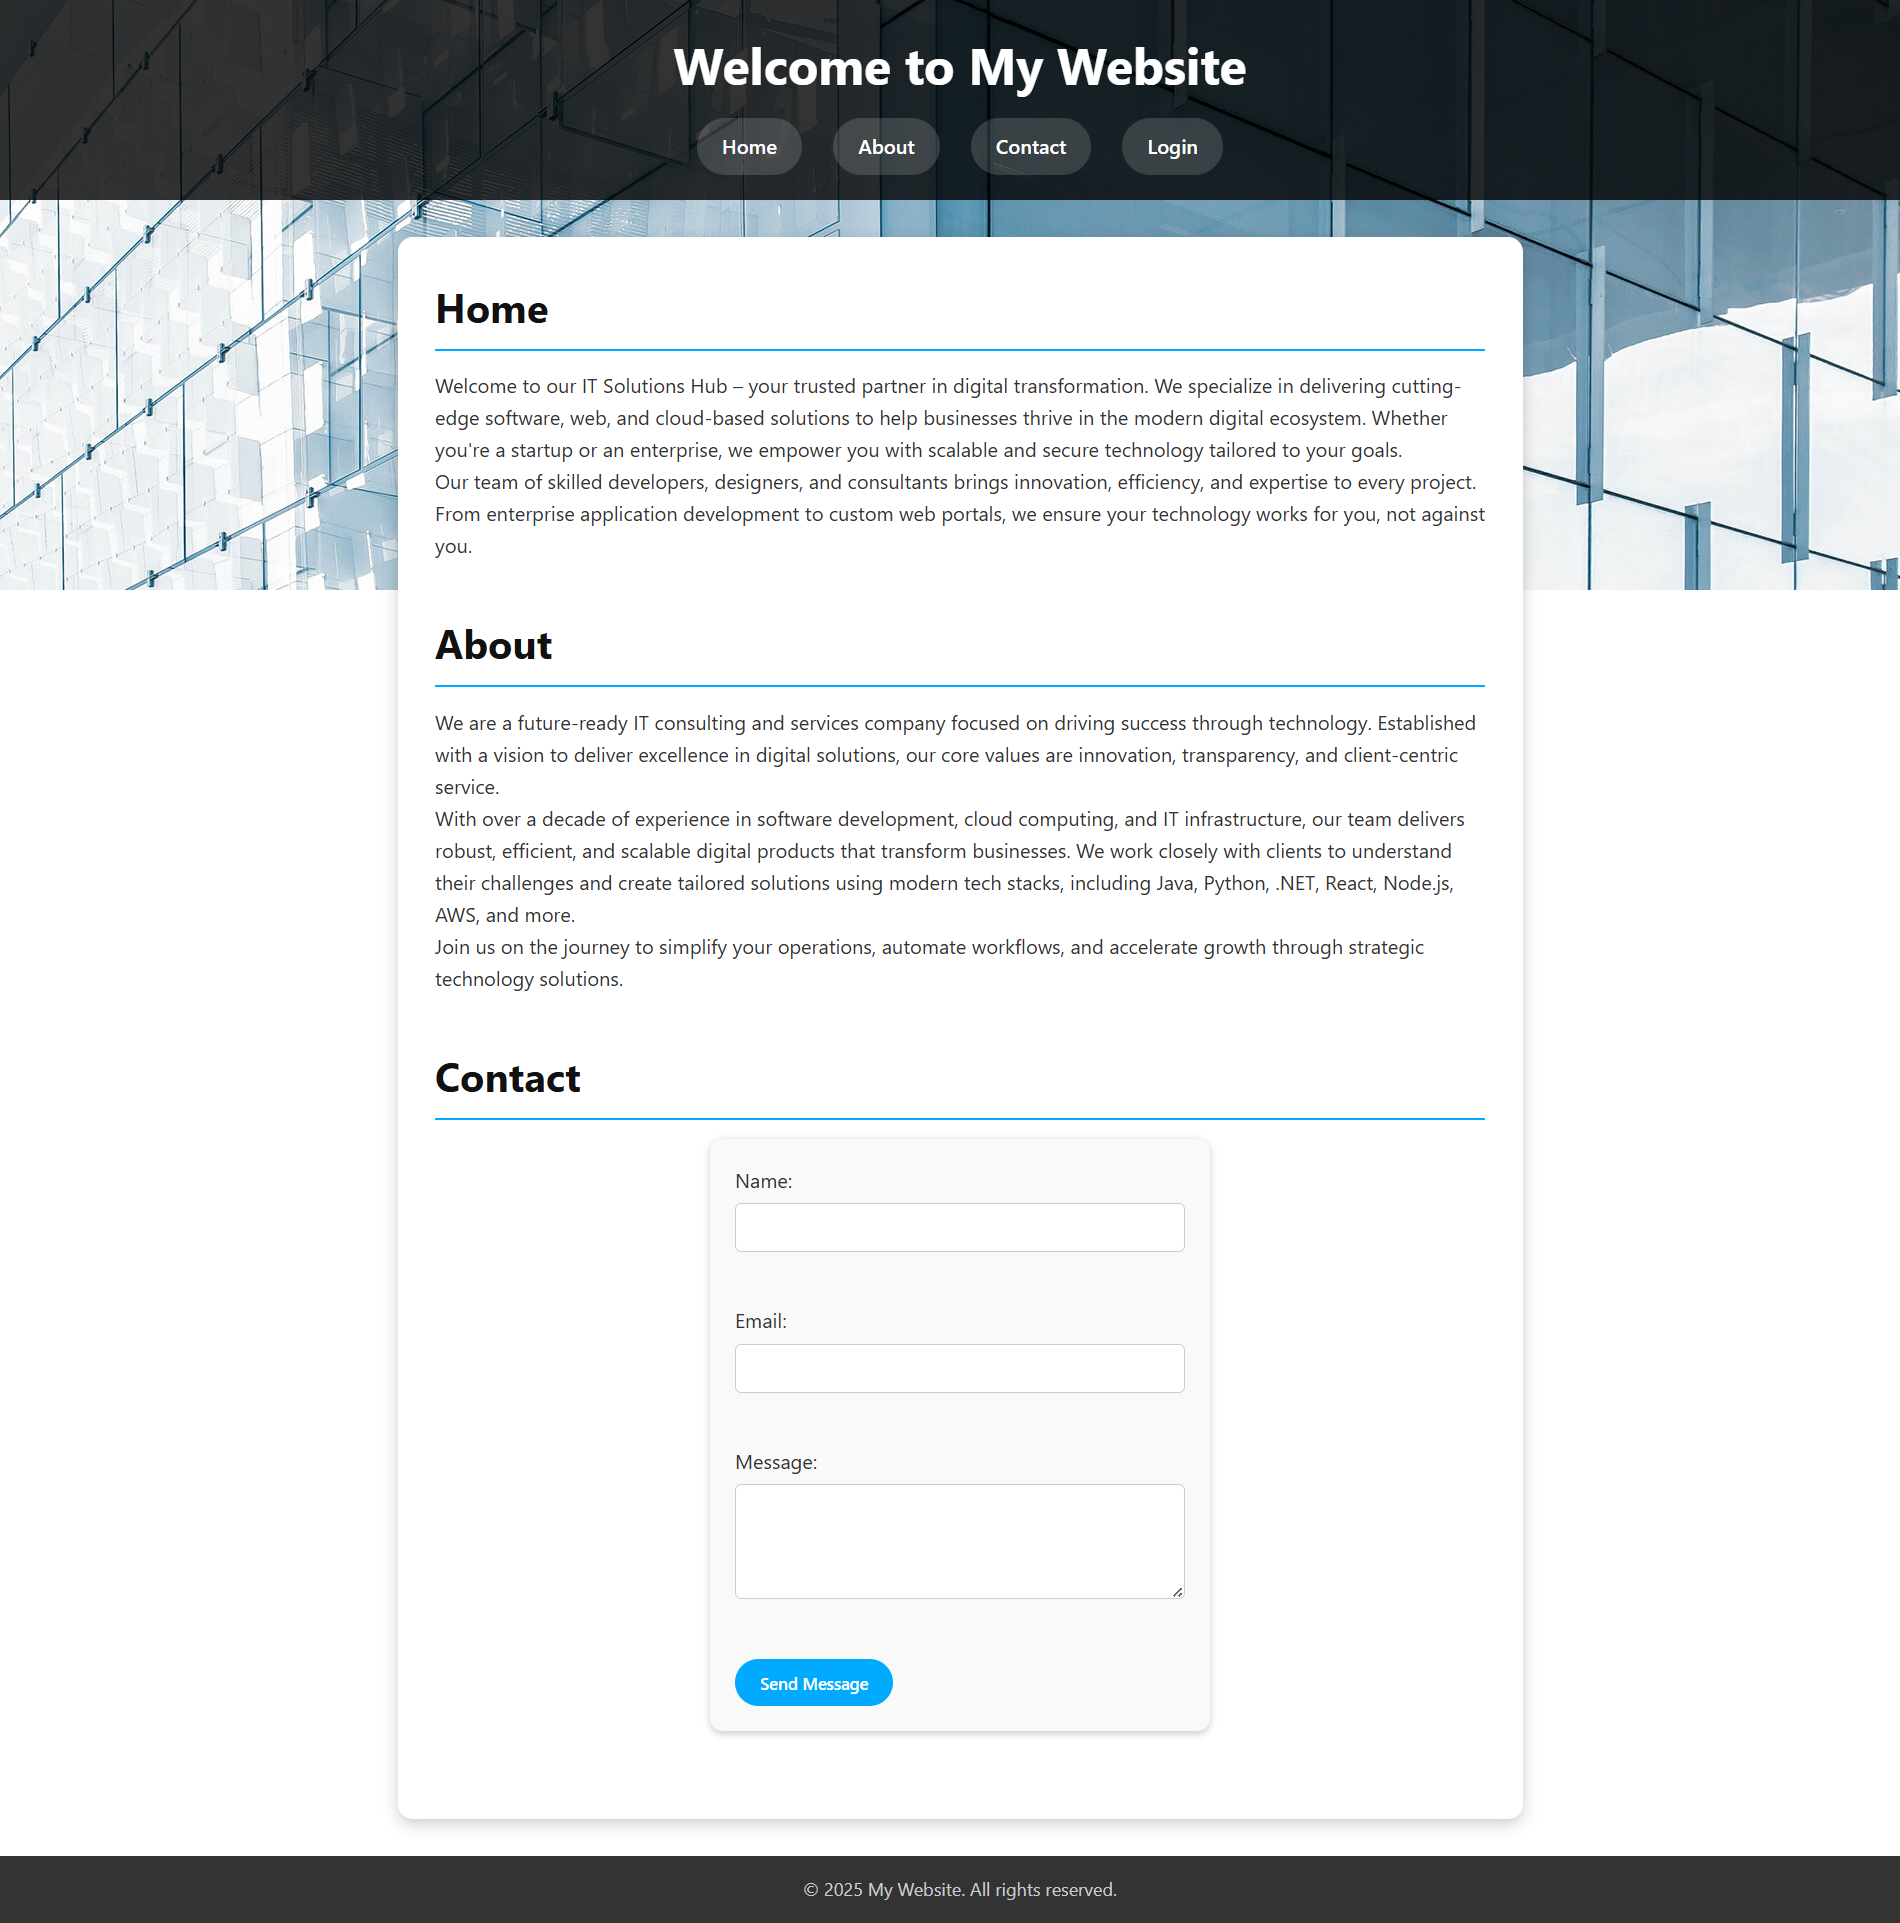 Welcome to My Website
Home
About
Contact
Login
Home
Welcome to our IT Solutions Hub – your trusted partner in digital transformation. We specialize in delivering cutting-
edge software, web, and cloud-based solutions to help businesses thrive in the modern digital ecosystem. Whether
you're a startup or an enterprise, we empower you with scalable and secure technology tailored to your goals.
Our team of skilled developers, designers, and consultants brings innovation, efficiency, and expertise to every project.
From enterprise application development to custom web portals, we ensure your technology works for you, not against
you.
About
We are a future-ready IT consulting and services company focused on driving success through technology. Established
with a vision to deliver excellence in digital solutions, our core values are innovation, transparency, and client-centric
service.
With over a decade of experience in software development, cloud computing, and IT infrastructure, our team delivers
robust, efficient, and scalable digital products that transform businesses. We work closely with clients to understand
their challenges and create tailored solutions using modern tech stacks, including Java, Python, .NET, React, Node.js,
AWS, and more.
Join us on the journey to simplify your operations, automate workflows, and accelerate growth through strategic
technology solutions.
Contact
Name:
Email:
Message:
Send Message
© 2025 My Website. All rights reserved.